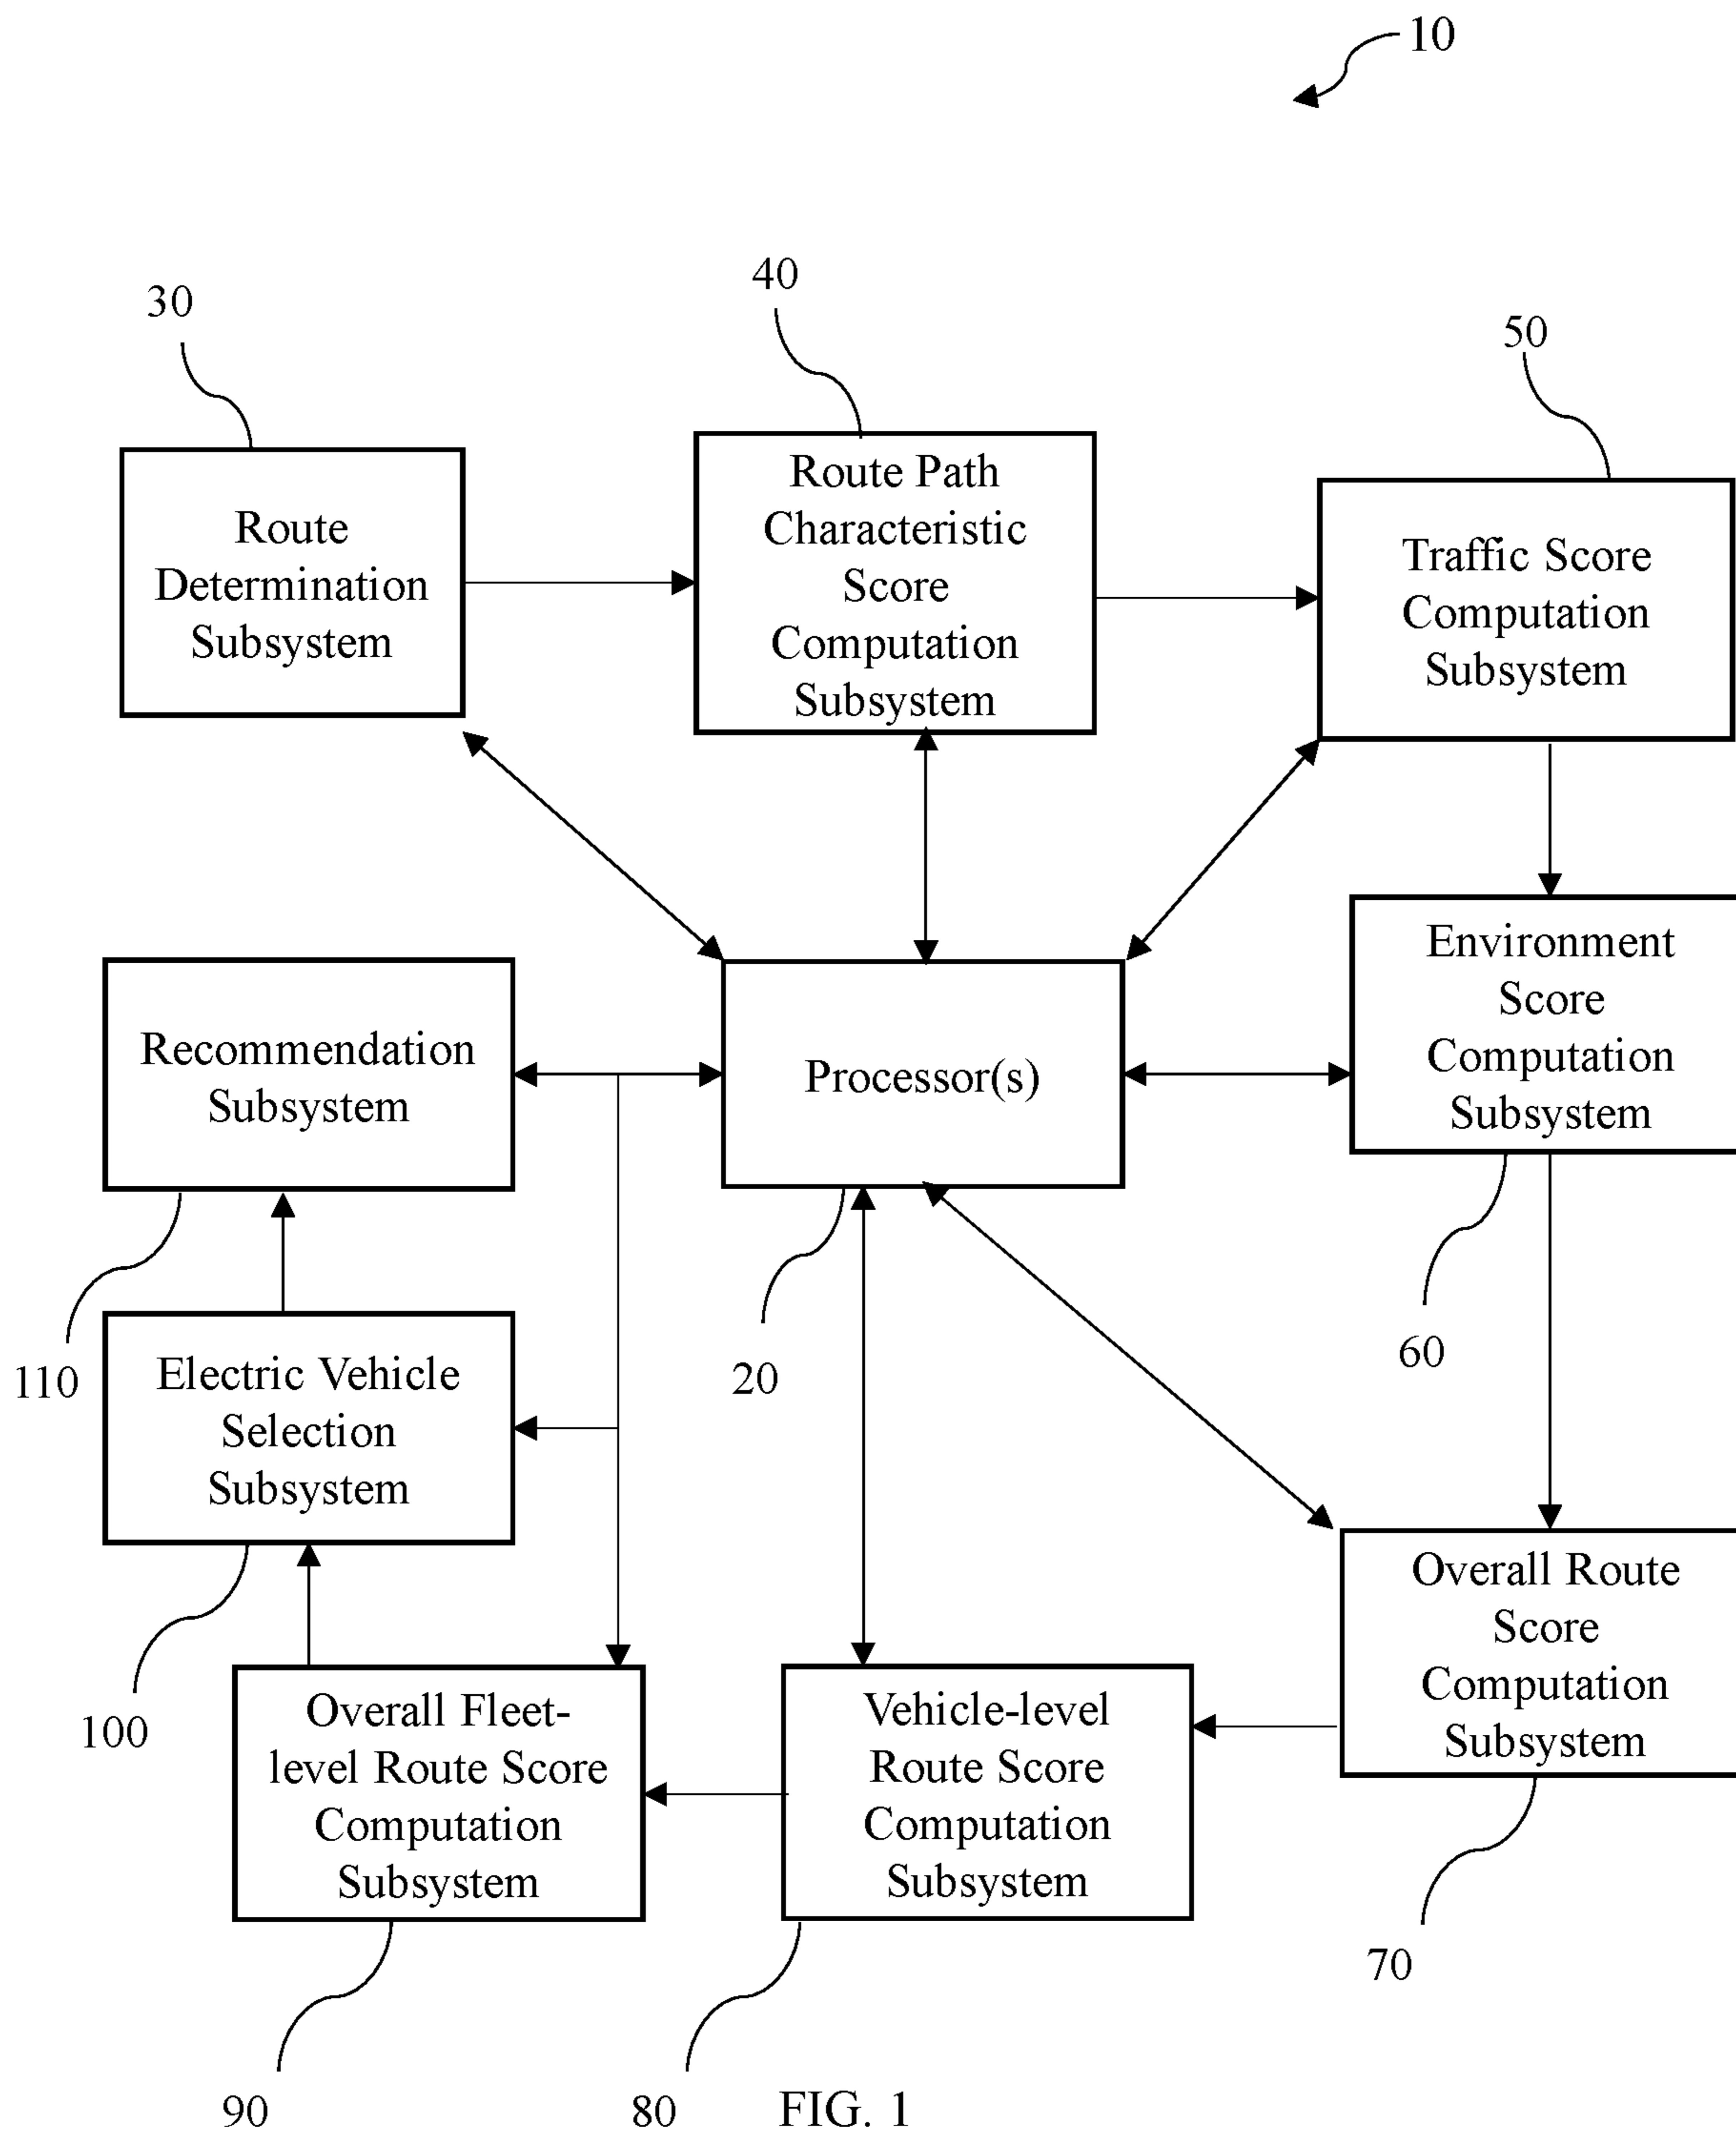 10
30
40
50
Route
Determination
Subsystem
Route Path
Characteristic
Score
Computation
Subsystem
Traffic Score
Computation
Subsystem
Recommendation
Subsystem
Processor(s)
Environment
Score
Computation
Subsystem
110
20
60
Electric Vehicle
Selection
Subsystem
100
Overall Fleet-
level Route Score
Computation
Subsystem
Vehicle-level
Route Score
Computation
Subsystem
Overall Route
Score
Computation
Subsystem
70
90
80
FIG. 1